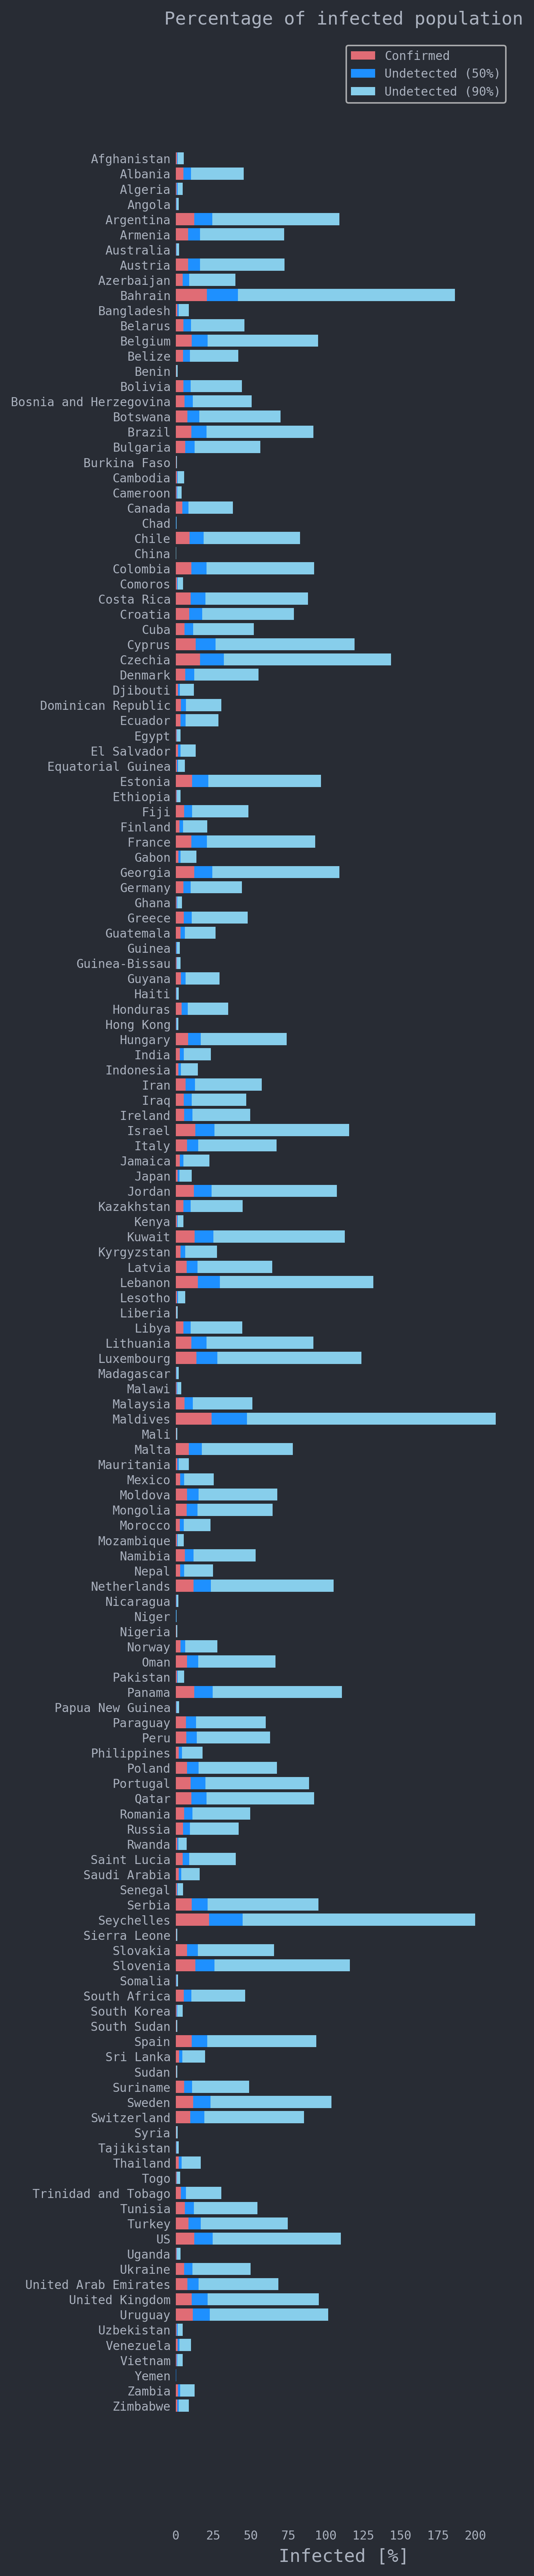 Percentage of infected population
Confirmed
Undetected (50%)
Undetected (90%)
Afghanistan
Albania
Algeria
Angola
Argentina
Armenia
Australia
Austria
Azerbaijan
Bahrain
Bangladesh
Belarus
Belgium
Belize
Benin
Bolivia
Bosnia and Herzegovina
Botswana
Brazil
Bulgaria
Burkina Faso
Cambodia
Cameroon
Canada
Chad
Chile
China
Colombia
Comoros
Costa Rica
Croatia
Cuba
Cyprus
Czechia
Denmark
Djibouti
Dominican Republic
Ecuador
Egypt
El Salvador
Equatorial Guinea
Estonia
Ethiopia
Fiji
Finland
France
Gabon
Georgia
Germany
Ghana
Greece
Guatemala
Guinea
Guinea-Bissau
Guyana
Haiti
Honduras
Hong Kong
Hungary
India
Indonesia
Iran
Iraq
Ireland
Israel
Italy
Jamaica
Japan
Jordan
Kazakhstan
Kenya
Kuwait
Kyrgyzstan
Latvia
Lebanon
Lesotho
Liberia
Libya
Lithuania
Luxembourg
Madagascar
Malawi
Malaysia
Maldives
Mali
Malta
Mauritania
Mexico
Moldova
Mongolia
Morocco
Mozambique
Namibia
Nepal
Netherlands
Nicaragua
Niger
Nigeria
Norway
Oman
Pakistan
Panama
Papua New Guinea
Paraguay
Peru
Philippines
Poland
Portugal
Qatar
Romania
Russia
Rwanda
Saint Lucia
Saudi Arabia
Senegal
Serbia
Seychelles
Sierra Leone
Slovakia
Slovenia
Somalia
South Africa
South Korea
South Sudan
Spain
Sri Lanka
Sudan
Suriname
Sweden
Switzerland
Syria
Tajikistan
Thailand
Togo
Trinidad and Tobago
Tunisia
Turkey
US
Uganda
Ukraine
United Arab Emirates
United Kingdom
Uruguay
Uzbekistan
Venezuela
Vietnam
Yemen
Zambia
Zimbabwe
0 25 50 75 100 125 150 175 200
Infected [%]